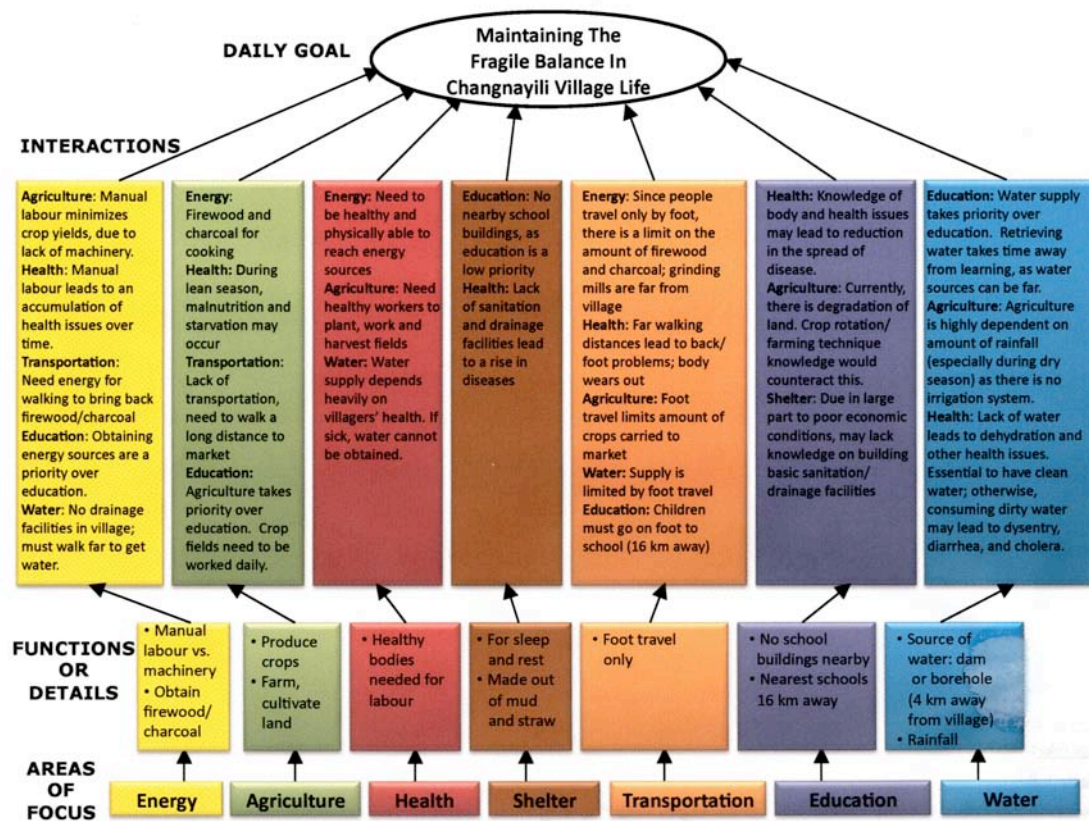 DAILY GOAL
Maintaining The
Fragile Balance In
Changnayili Village Life
INTERACTIONS
Agriculture: Manual
labour minimizes
crop yields, due to
lack of machinery.
Health: Manual
labour leads to an
accumulation of
health issues over
time.
Transportation:
Need energy for
walking to bring back
firewood/charcoal
Education: Obtaining
energy sources are a
priority over
education.
Water: No drainage
facilities in village;
must walk far to get
water.
Energy:
Firewood and
charcoal for
cooking
Health: During
lean season,
malnutrition and
starvation may
occur
Transportation:
Lack of
transportation,
need to walk a
long distance to
market
Education:
Agriculture takes
priority over
education. Crop
fields need to be
worked daily.
Energy: Need to
be healthy and
physically able to
reach energy
sources
Agriculture: Need
healthy workers to
plant, work and
harvest fields
Water: Water
supply depends
heavily on
villagers' health. If
sick, water cannot
be obtained.
Education: No
nearby school
buildings, as
education is a
low priority
Health: Lack
of sanitation
and drainage
facilities lead
to a rise in
diseases
Energy: Since people
travel only by foot,
there is a limit on the
amount of firewood
and charcoal; grinding
mills are far from
village
Health: Far walking
distances lead to back/
foot problems; body
wears out
Agriculture: Foot
travel limits amount of
crops carried to
market
Water: Supply is
limited by foot travel
Education: Children
must go on foot to
school (16 km away)
Health: Knowledge of
body and health issues
may lead to reduction
in the spread of
disease.
Agriculture: Currently,
there is degradation of
land. Crop rotation/
farming technique
knowledge would
counteract this.
Shelter: Due in large
part to poor economic
conditions, may lack
knowledge on building
basic sanitation/
drainage facilities
Education: Water supply
takes priority over
education. Retrieving
water takes time away
from learning, as water
sources can be far.
Agriculture: Agriculture
is highly dependent on
amount of rainfall
(especially during dry
season) as there is no
irrigation system.
Health: Lack of water
leads to dehydration and
other health issues.
Essential to have clean
water; otherwise,
consuming dirty water
may lead to dysentry,
diarrhea, and cholera.
FUNCTIONS
OR
DETAILS
• Manual
labour vs.
machinery
• Obtain
firewood/
charcoal
• Produce
crops
• Farm,
cultivate
land
• Healthy
bodies
needed for
labour
• For sleep
and rest
• Made out
of mud
and straw
• Foot travel
only
• No school
buildings nearby
• Nearest schools
16 km away
• Source of
water: dam
or borehole
(4 km away
from village)
• Rainfall
AREAS
OF
FOCUS
Energy
Agriculture
Health
Shelter
Transportation
Education
Water